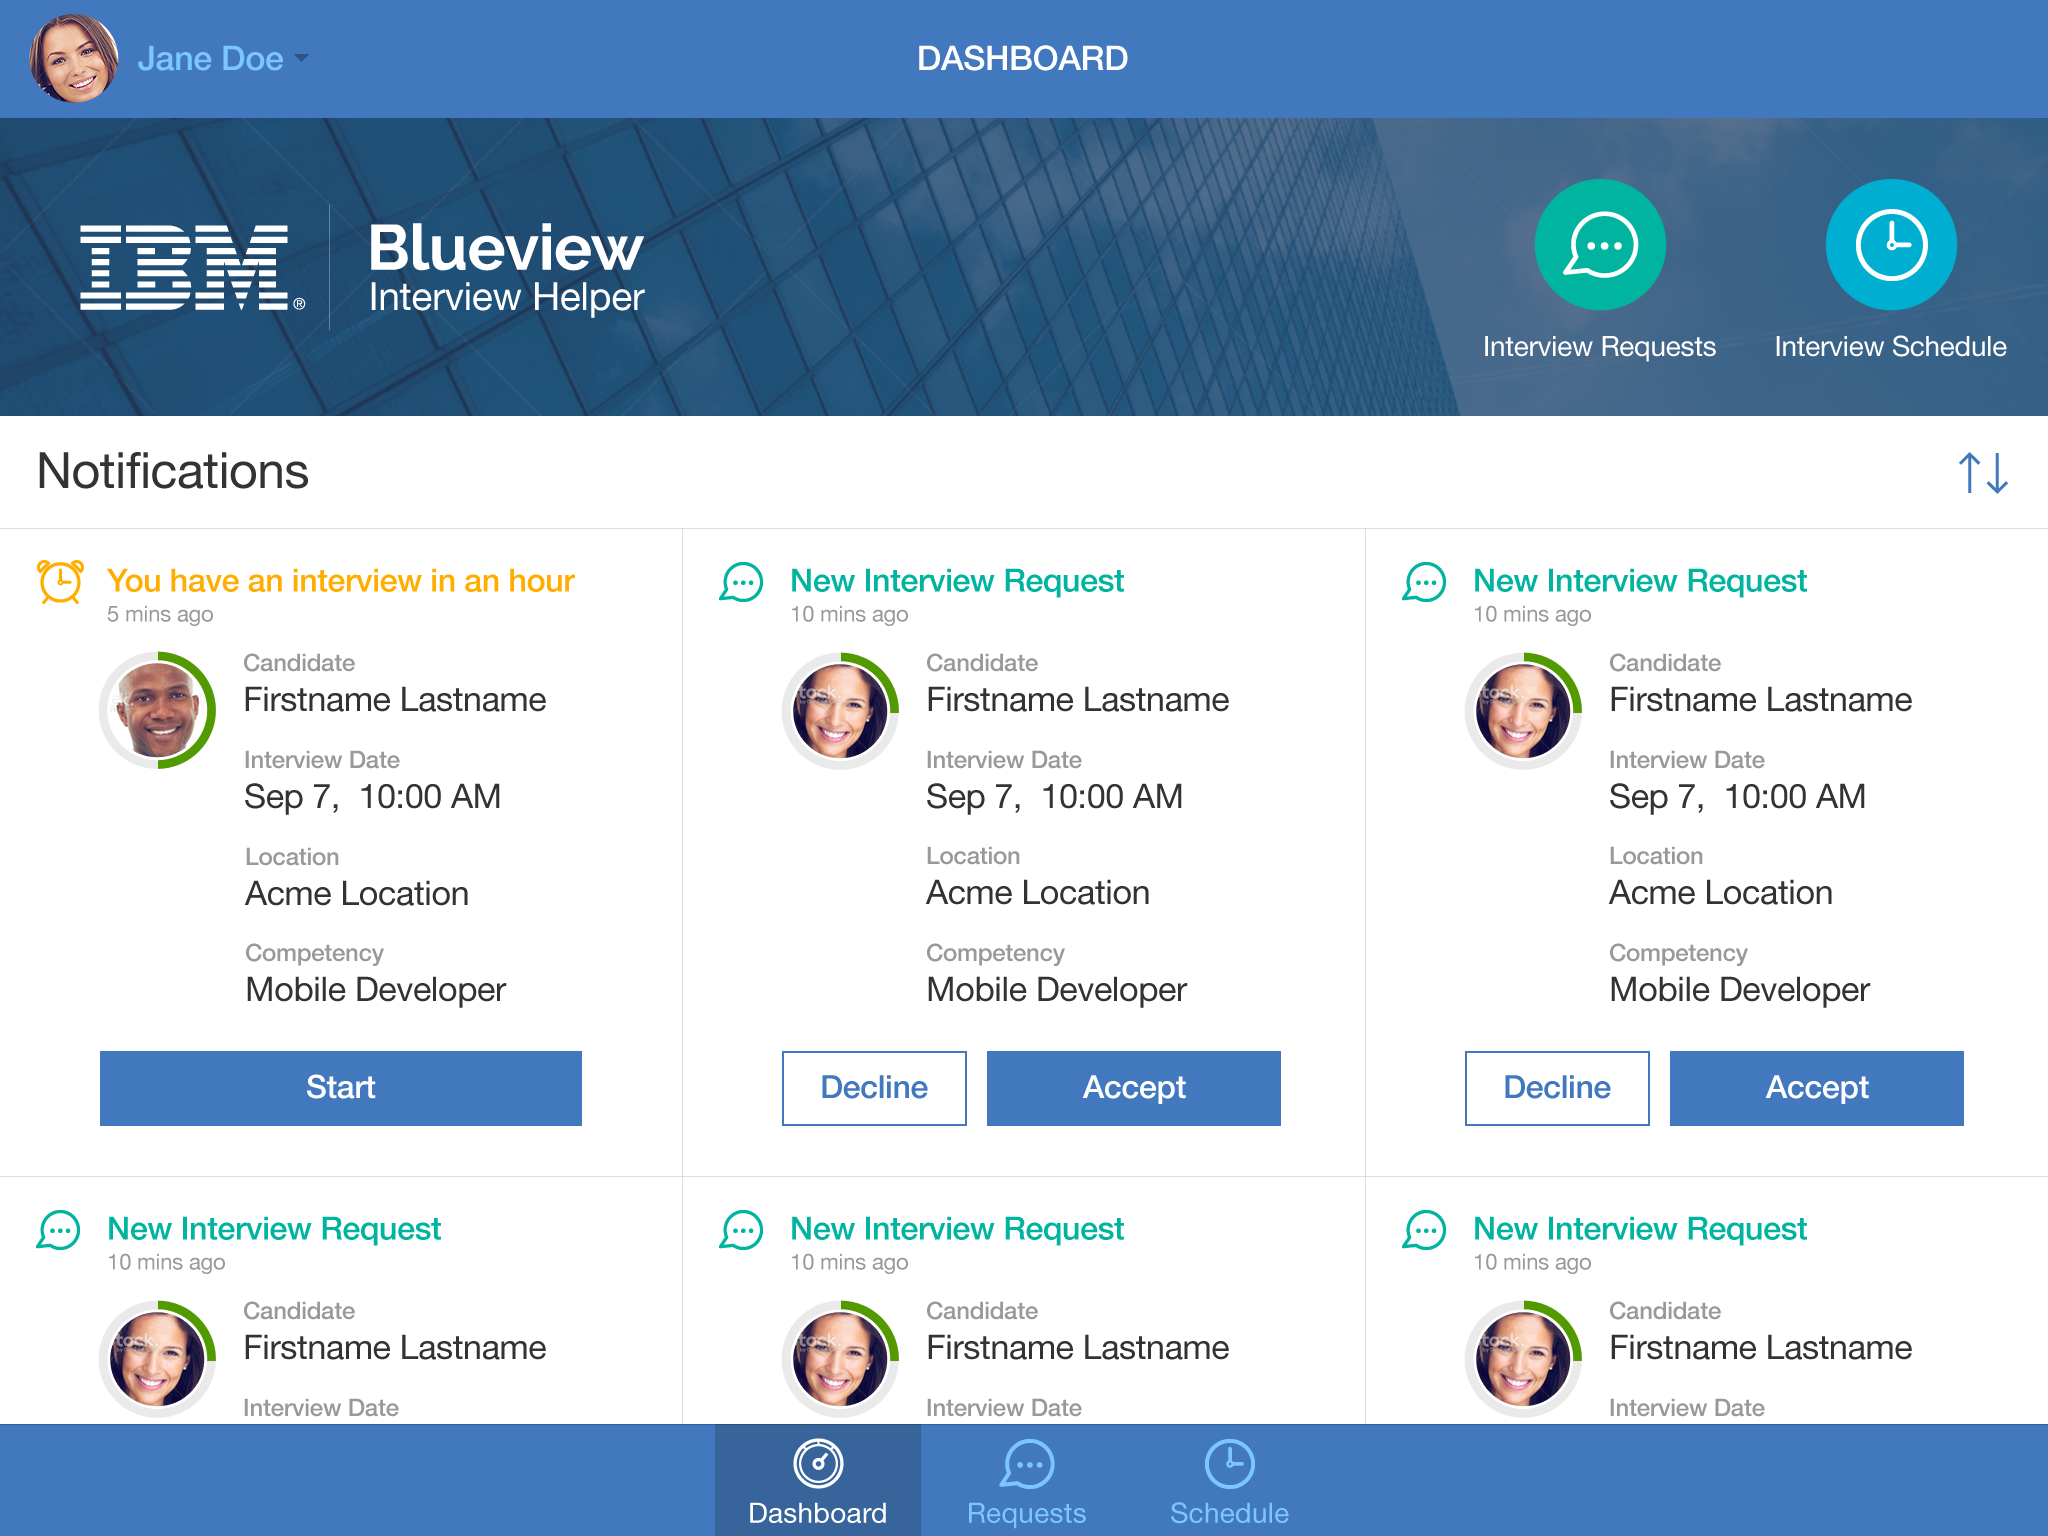 Jane Doe
DASHBOARD
IBM®
Blueview
Interview Helper
Interview Requests
Interview Schedule
Notifications
You have an interview in an hour
5 mins ago
Candidate
Firstname Lastname
Interview Date
Sep 7, 10:00 AM
Location
Acme Location
Competency
Mobile Developer
Start
New Interview Request
10 mins ago
Candidate
Firstname Lastname
Interview Date
Sep 7, 10:00 AM
Location
Acme Location
Competency
Mobile Developer
Decline
Accept
New Interview Request
10 mins ago
Candidate
Firstname Lastname
Interview Date
Sep 7, 10:00 AM
Location
Acme Location
Competency
Mobile Developer
Decline
Accept
New Interview Request
10 mins ago
Candidate
Firstname Lastname
Interview Date
New Interview Request
10 mins ago
Candidate
Firstname Lastname
Interview Date
New Interview Request
10 mins ago
Candidate
Firstname Lastname
Interview Date
Dashboard
Requests
Schedule